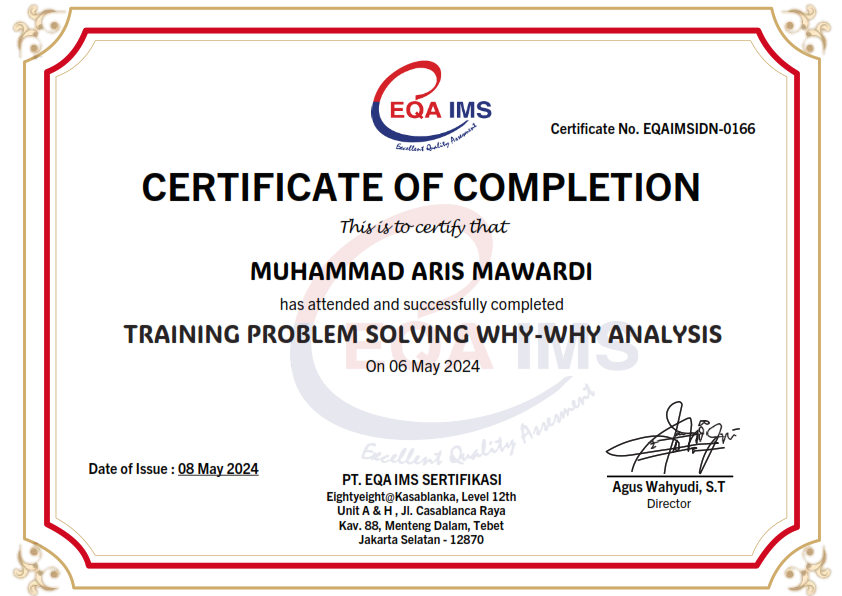 EQA IMS
Excellent Quality Assessment
Certificate No. EQAIMSIDN-0166
CERTIFICATE OF COMPLETION
This is to certify that
MUHAMMAD ARIS MAWARDI
has attended and successfully completed
TRAINING PROBLEM SOLVING WHY-WHY ANALYSIS
EQA IMS
On 06 May 2024
Excellent Quality Assessment
Date of Issue : 08 May 2024
PT. EQA IMS SERTIFIKASI
Eightyeight@Kasablanka, Level 12th
Unit A & H , Jl. Casablanca Raya
Kav. 88, Menteng Dalam, Tebet
Jakarta Selatan - 12870
Agus Wahyudi, S.T
Director